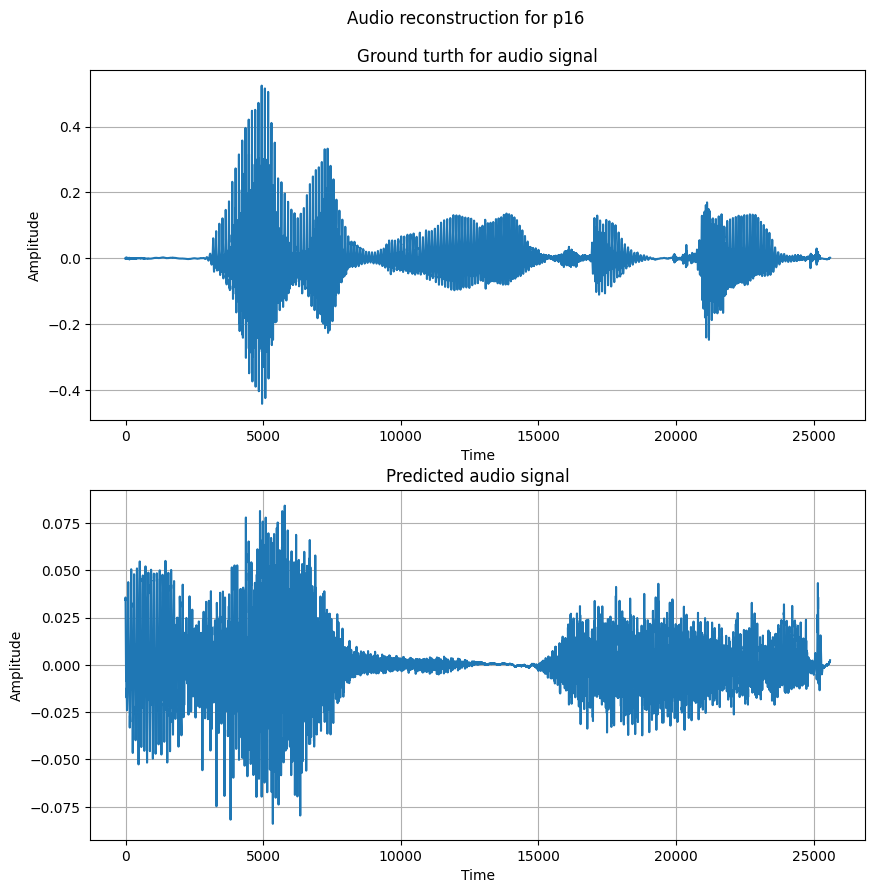 Audio reconstruction for p16
Ground turth for audio signal
Amplitude
0.4
0.2
0.0
−0.2
−0.4
0 5000 10000 15000 20000 25000
Time
Predicted audio signal
Amplitude
0.075
0.050
0.025
0.000
−0.025
−0.050
−0.075
0 5000 10000 15000 20000 25000
Time